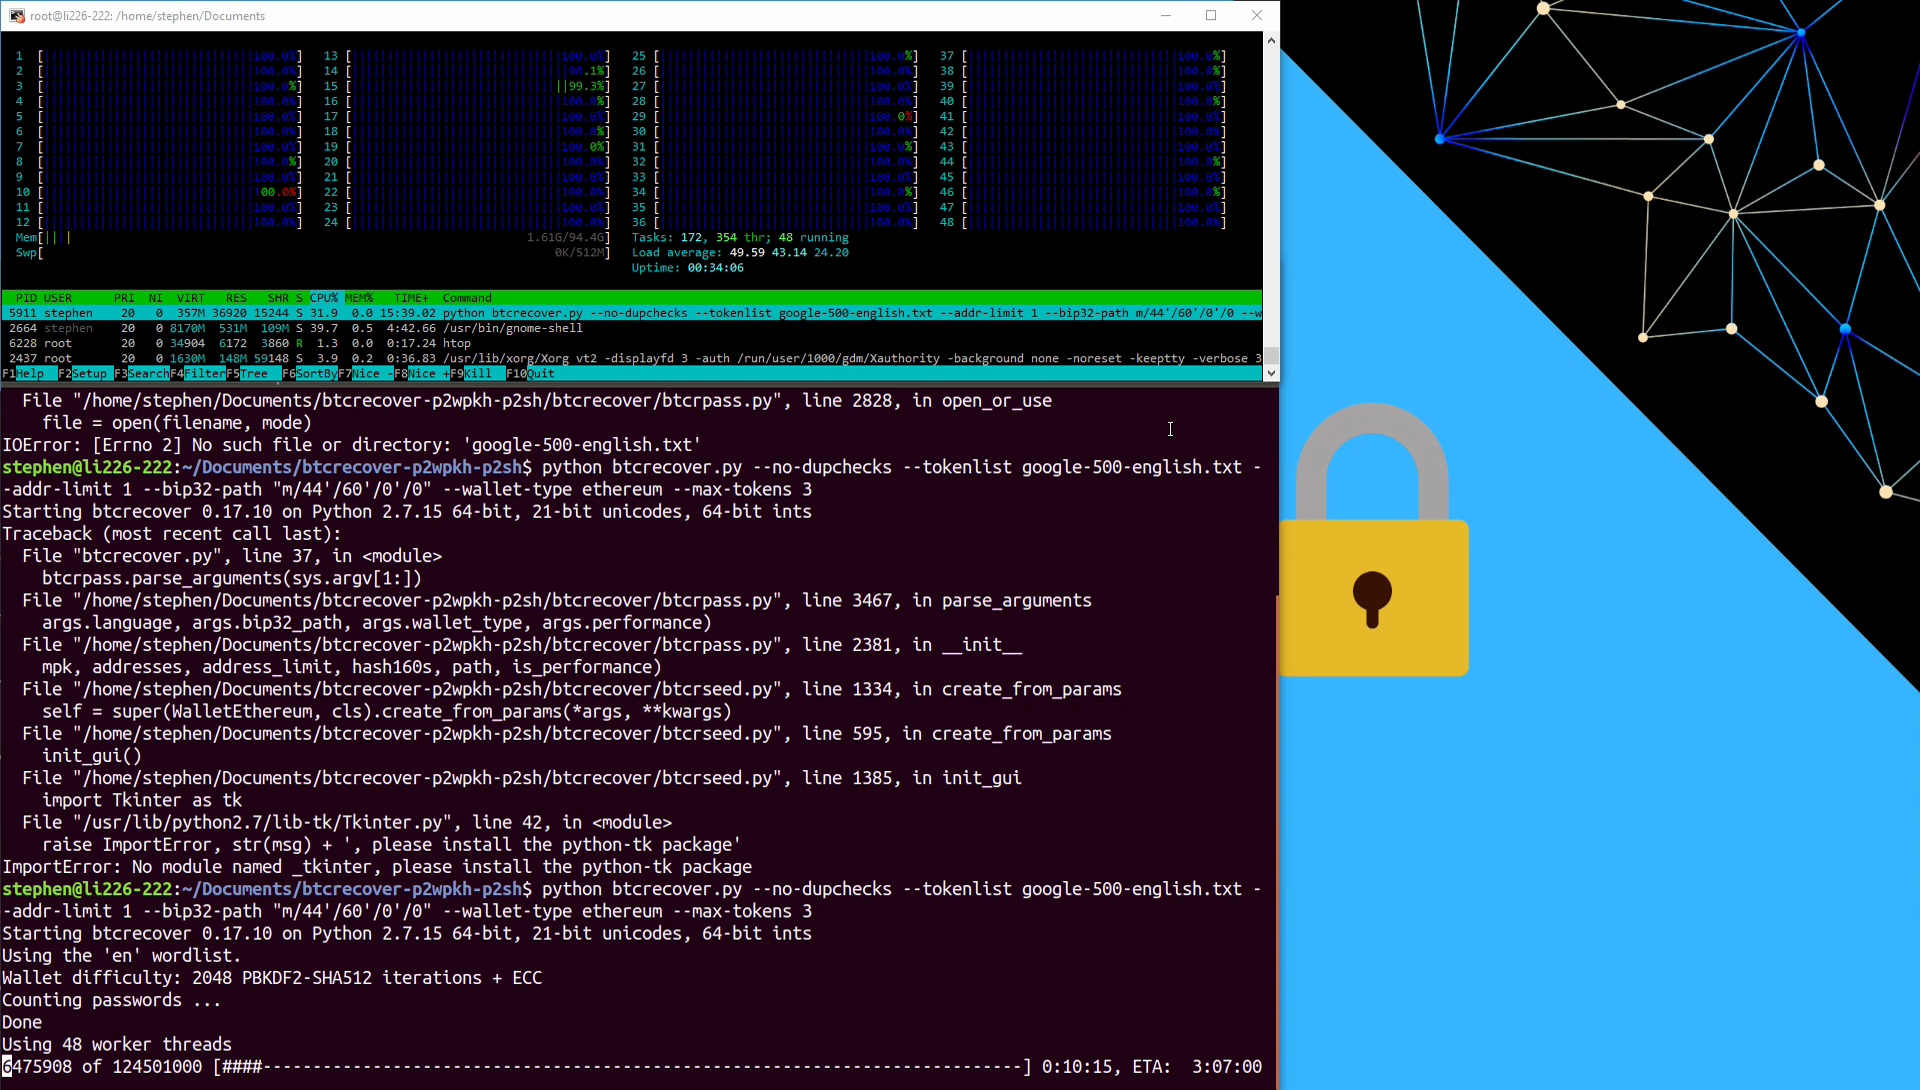 root@li226-222: /home/stephen/Documents
1 [100.0%] 13 [100.0%] 25 [100.0%] 37 [100.0%]
2 [100.0%] 14 [98.1%] 26 [100.0%] 38 [100.0%]
3 [100.0%] 15 [||99.3%] 27 [100.0%] 39 [100.0%]
4 [100.0%] 16 [100.0%] 28 [100.0%] 40 [100.0%]
5 [100.0%] 17 [100.0%] 29 [100.0%] 41 [100.0%]
6 [100.0%] 18 [100.0%] 30 [100.0%] 42 [100.0%]
7 [100.0%] 19 [100.0%] 31 [100.0%] 43 [100.0%]
8 [100.0%] 20 [100.0%] 32 [100.0%] 44 [100.0%]
9 [100.0%] 21 [100.0%] 33 [100.0%] 45 [100.0%]
10 [100.0%] 22 [100.0%] 34 [100.0%] 46 [100.0%]
11 [100.0%] 23 [100.0%] 35 [100.0%] 47 [100.0%]
12 [100.0%] 24 [100.0%] 36 [100.0%] 48 [100.0%]
Mem[|| | 1.61G/94.4G] Tasks: 172, 354 thr; 48 running
Swp[ 0K/512M] Load average: 49.59 43.14 24.20
Uptime: 00:34:06
PID USER PRI NI VIRT RES SHR S CPU% MEM% TIME+ Command
5911 stephen 20 0 357M 36920 15244 S 31.9 0.0 15:39.02 python btcrecover.py --no-dupchecks --tokenlist google-500-english.txt --addr-limit 1 --bip32-path m/44'/60'/0'/0 --w
2664 stephen 20 0 8170M 531M 109M S 39.7 0.5 4:42.66 /usr/bin/gnome-shell
6228 root 20 0 34904 6172 3860 R 1.3 0.0 0:17.24 htop
2437 root 20 0 1630M 148M 59148 S 3.9 0.2 0:36.83 /usr/lib/xorg/Xorg vt2 -displayfd 3 -auth /run/user/1000/gdm/Xauthority -background none -noreset -keeptty -verbose 3
F1Help F2Setup F3SearchF4FilterF5Tree F6SortByF7Nice -F8Nice +F9Kill F10Quit
File "/home/stephen/Documents/btcrecover-p2wpkh-p2sh/btcrecover/btcrpass.py", line 2828, in open_or_use
file = open(filename, mode)
IOError: [Errno 2] No such file or directory: 'google-500-english.txt'
stephen@li226-222:~/Documents/btcrecover-p2wpkh-p2sh$ python btcrecover.py --no-dupchecks --tokenlist google-500-english.txt -
-addr-limit 1 --bip32-path "m/44'/60'/0'/0" --wallet-type ethereum --max-tokens 3
Starting btcrecover 0.17.10 on Python 2.7.15 64-bit, 21-bit unicodes, 64-bit ints
Traceback (most recent call last):
File "btcrecover.py", line 37, in <module>
btcrpass.parse_arguments(sys.argv[1:])
File "/home/stephen/Documents/btcrecover-p2wpkh-p2sh/btcrecover/btcrpass.py", line 3467, in parse_arguments
args.language, args.bip32_path, args.wallet_type, args.performance)
File "/home/stephen/Documents/btcrecover-p2wpkh-p2sh/btcrecover/btcrpass.py", line 2381, in __init__
mpk, addresses, address_limit, hash160s, path, is_performance)
File "/home/stephen/Documents/btcrecover-p2wpkh-p2sh/btcrecover/btcrseed.py", line 1334, in create_from_params
self = super(WalletEthereum, cls).create_from_params(*args, **kwargs)
File "/home/stephen/Documents/btcrecover-p2wpkh-p2sh/btcrecover/btcrseed.py", line 595, in create_from_params
init_gui()
File "/home/stephen/Documents/btcrecover-p2wpkh-p2sh/btcrecover/btcrseed.py", line 1385, in init_gui
import Tkinter as tk
File "/usr/lib/python2.7/lib-tk/Tkinter.py", line 42, in <module>
raise ImportError, str(msg) + ', please install the python-tk package'
ImportError: No module named _tkinter, please install the python-tk package
stephen@li226-222:~/Documents/btcrecover-p2wpkh-p2sh$ python btcrecover.py --no-dupchecks --tokenlist google-500-english.txt -
-addr-limit 1 --bip32-path "m/44'/60'/0'/0" --wallet-type ethereum --max-tokens 3
Starting btcrecover 0.17.10 on Python 2.7.15 64-bit, 21-bit unicodes, 64-bit ints
Using the 'en' wordlist.
Wallet difficulty: 2048 PBKDF2-SHA512 iterations + ECC
Counting passwords ...
Done
Using 48 worker threads
6475908 of 124501000 [####----------------------------------------------------------------------------] 0:10:15, ETA: 3:07:00